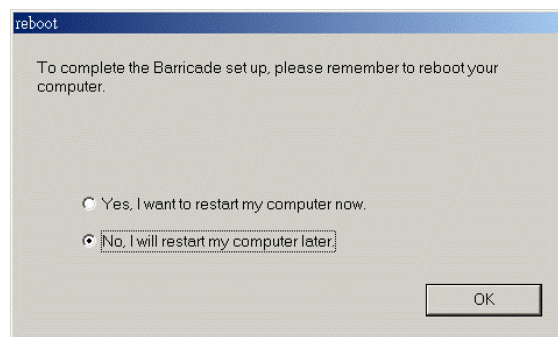 reboot
To complete the Barricade set up, please remember to reboot your
computer.
Yes, I want to restart my computer now.
No, I will restart my computer later.
OK